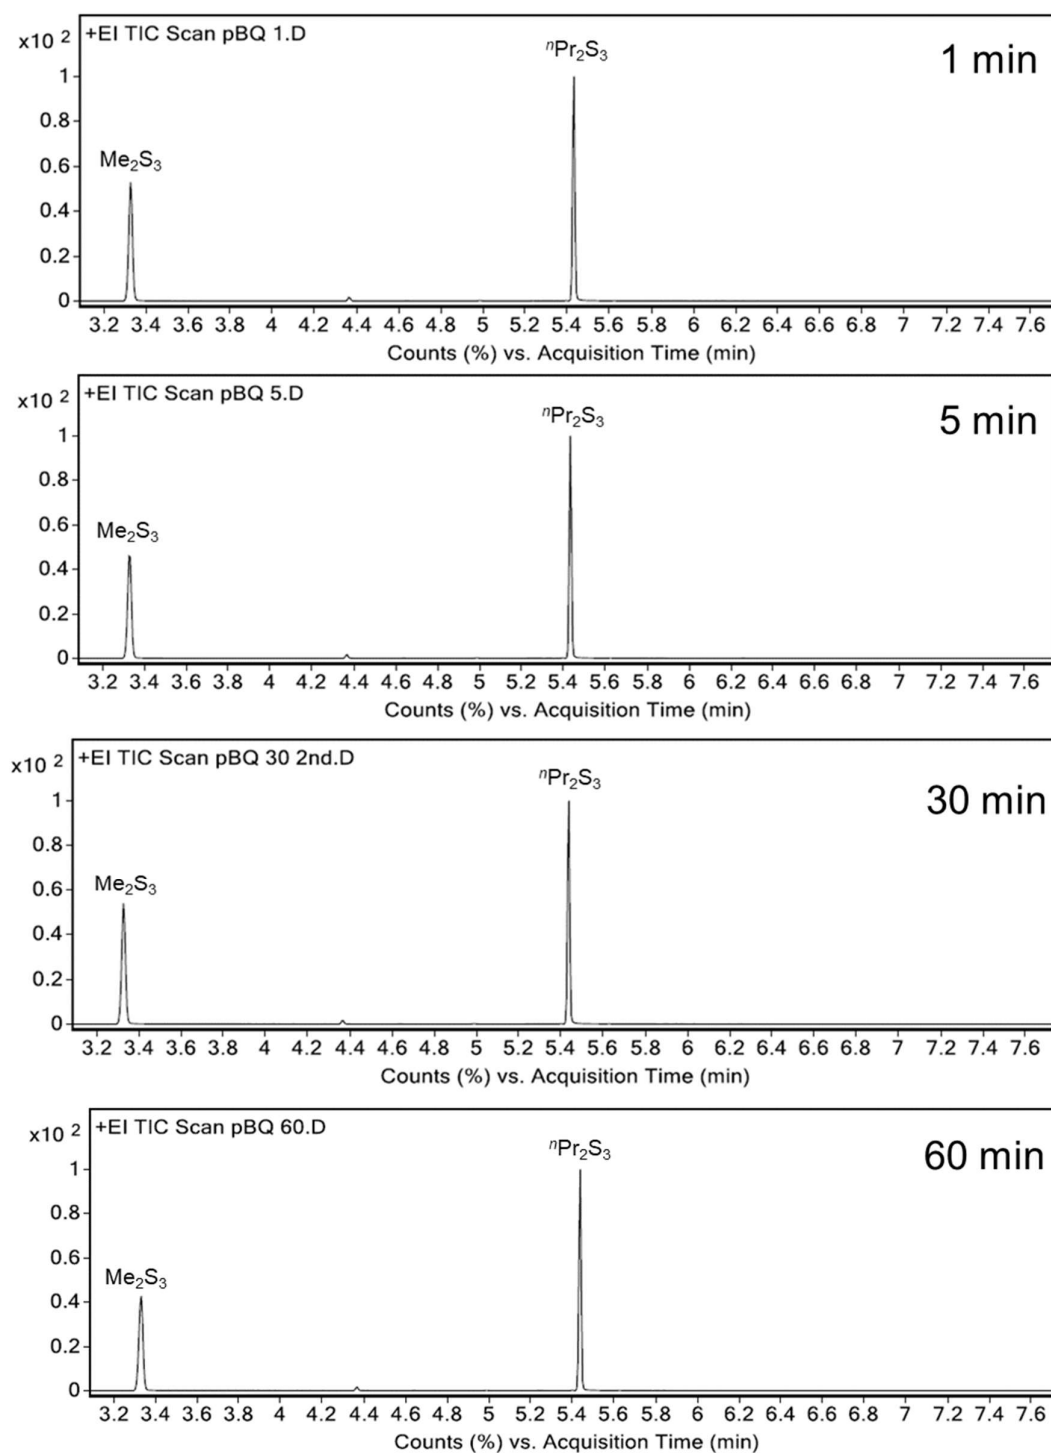 +EI TIC Scan pBQ 1.D
x10 2
1 min
ⁿPr₂S₃
Me₂S₃
1
0.8
0.6
0.4
0.2
0
3.2 3.4 3.6 3.8 4 4.2 4.4 4.6 4.8 5 5.2 5.4 5.6 5.8 6 6.2 6.4 6.6 6.8 7 7.2 7.4 7.6
Counts (%) vs. Acquisition Time (min)
+EI TIC Scan pBQ 5.D
x10 2
5 min
ⁿPr₂S₃
Me₂S₃
1
0.8
0.6
0.4
0.2
0
3.2 3.4 3.6 3.8 4 4.2 4.4 4.6 4.8 5 5.2 5.4 5.6 5.8 6 6.2 6.4 6.6 6.8 7 7.2 7.4 7.6
Counts (%) vs. Acquisition Time (min)
+EI TIC Scan pBQ 30 2nd.D
x10 2
30 min
ⁿPr₂S₃
Me₂S₃
1
0.8
0.6
0.4
0.2
0
3.2 3.4 3.6 3.8 4 4.2 4.4 4.6 4.8 5 5.2 5.4 5.6 5.8 6 6.2 6.4 6.6 6.8 7 7.2 7.4 7.6
Counts (%) vs. Acquisition Time (min)
+EI TIC Scan pBQ 60.D
x10 2
60 min
ⁿPr₂S₃
Me₂S₃
1
0.8
0.6
0.4
0.2
0
3.2 3.4 3.6 3.8 4 4.2 4.4 4.6 4.8 5 5.2 5.4 5.6 5.8 6 6.2 6.4 6.6 6.8 7 7.2 7.4 7.6
Counts (%) vs. Acquisition Time (min)